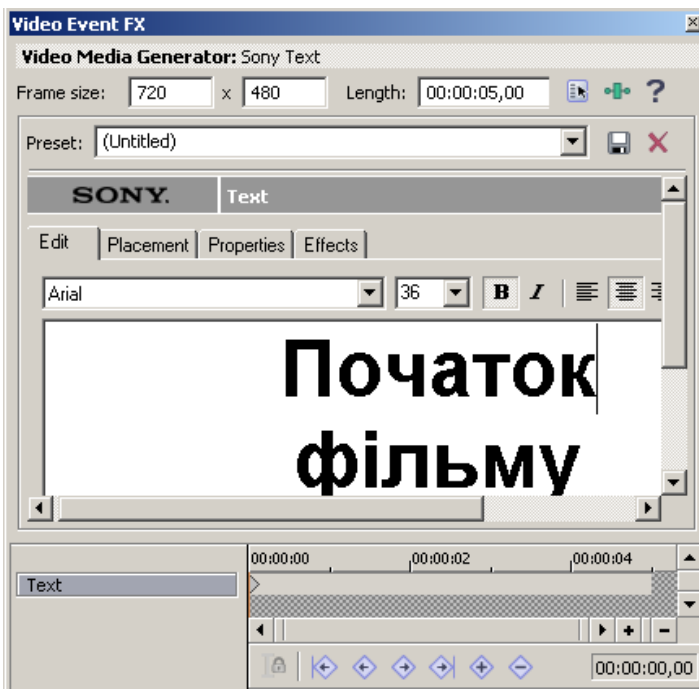 Video Event FX
Video Media Generator: Sony Text
Frame size: 720 x 480 Length: 00:00:05,00 ?
Preset: (Untitled)
SONY. Text
Edit Placement Properties Effects
Arial 36 B I
Початок
фільму
00:00:00 00:00:02 00:00:04
Text
00:00:00,00